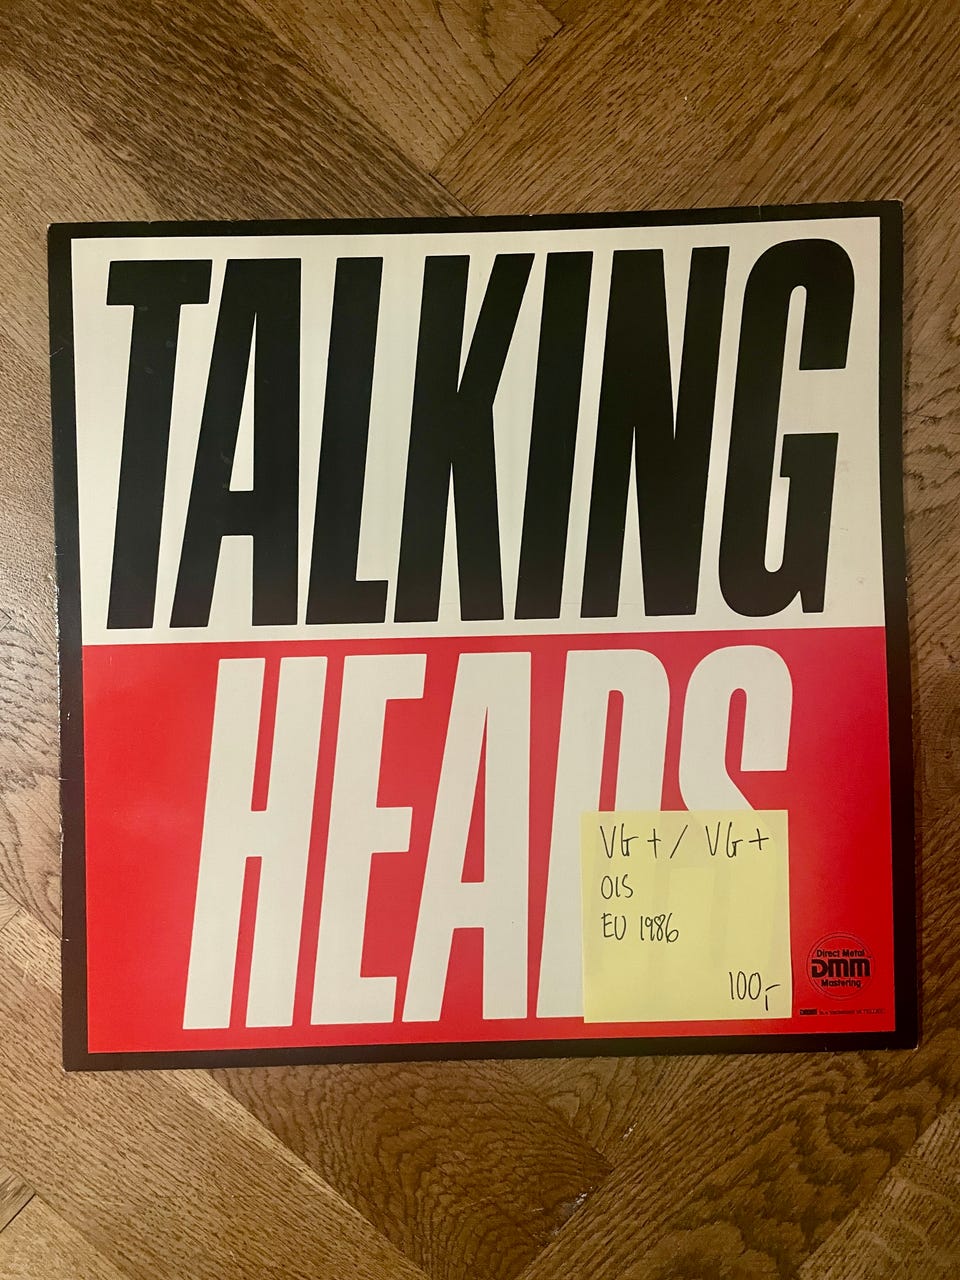 TALKING
HEADS
VG+ / VG+
OIS
EU 1986
100,-
Direct Metal
DMM
Mastering